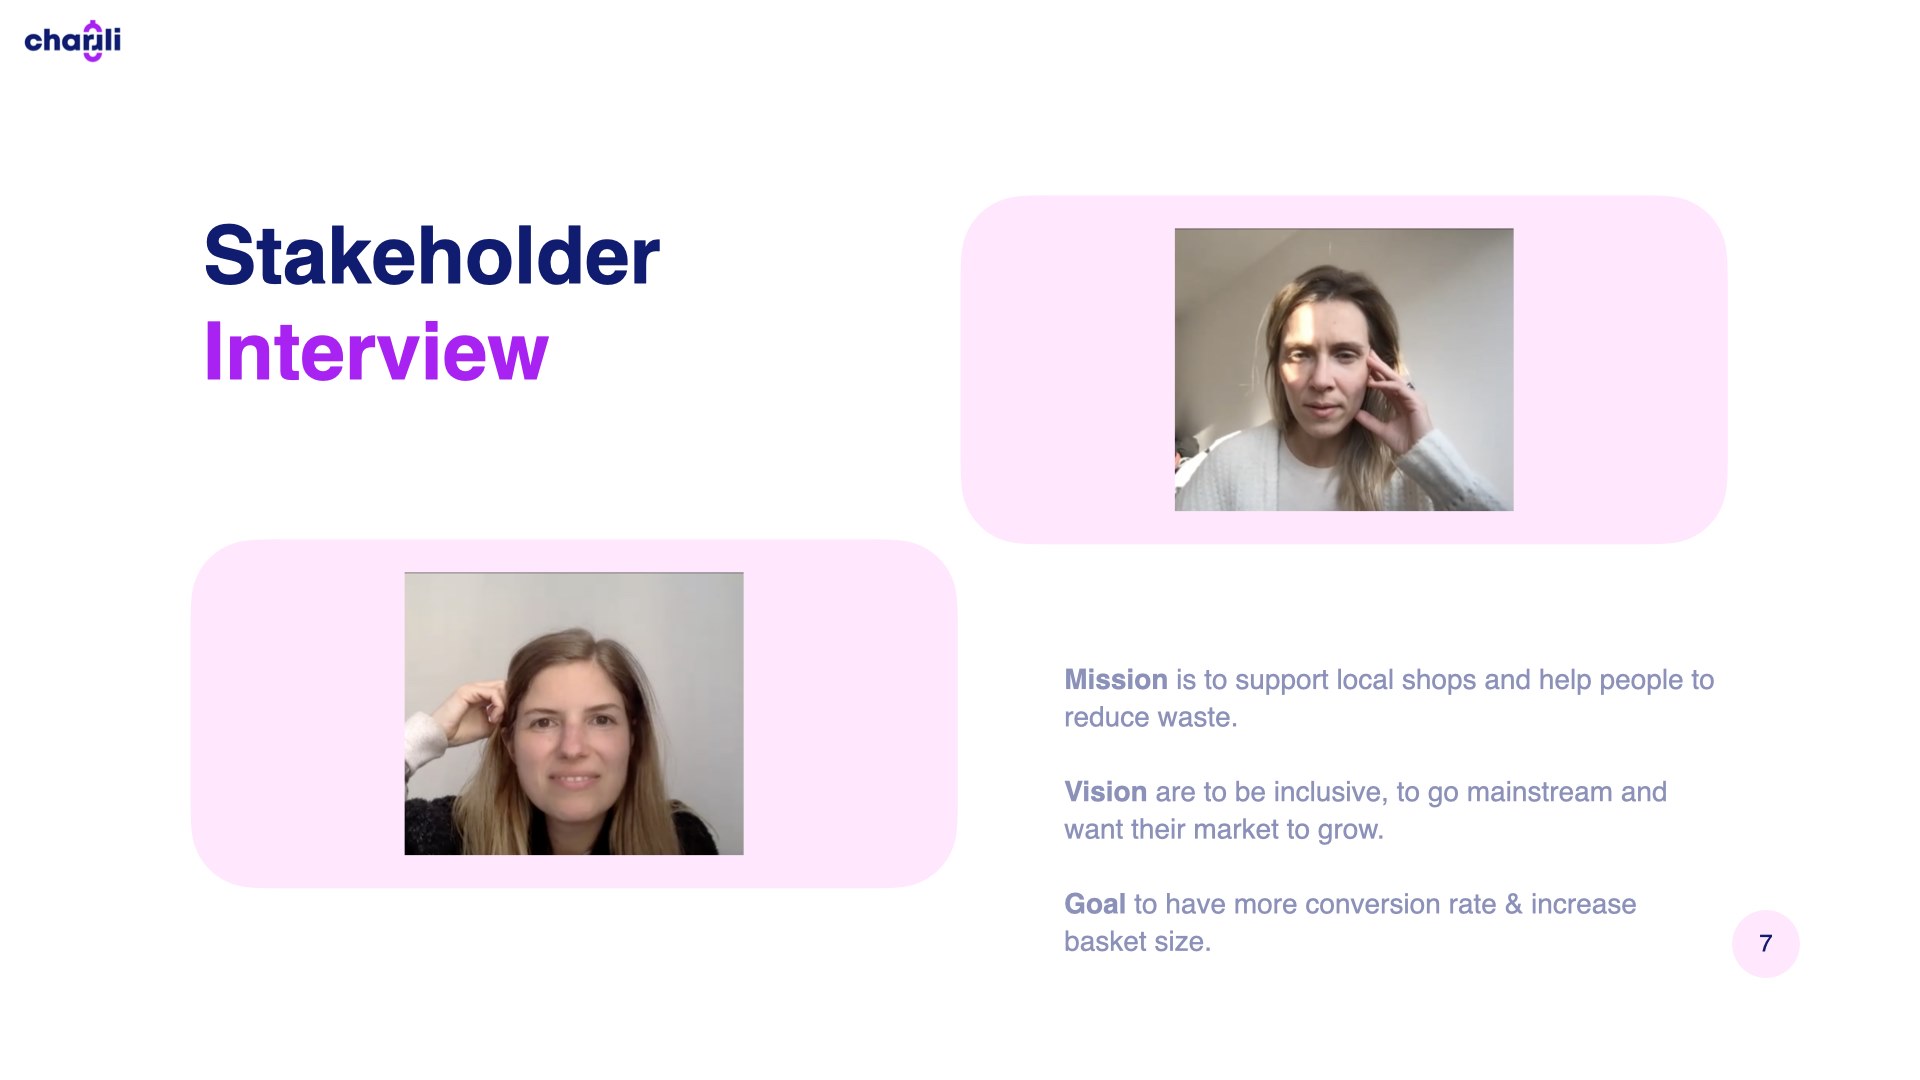 charjli
Stakeholder
Interview
Mission is to support local shops and help people to
reduce waste.
Vision are to be inclusive, to go mainstream and
want their market to grow.
Goal to have more conversion rate & increase
basket size.
7